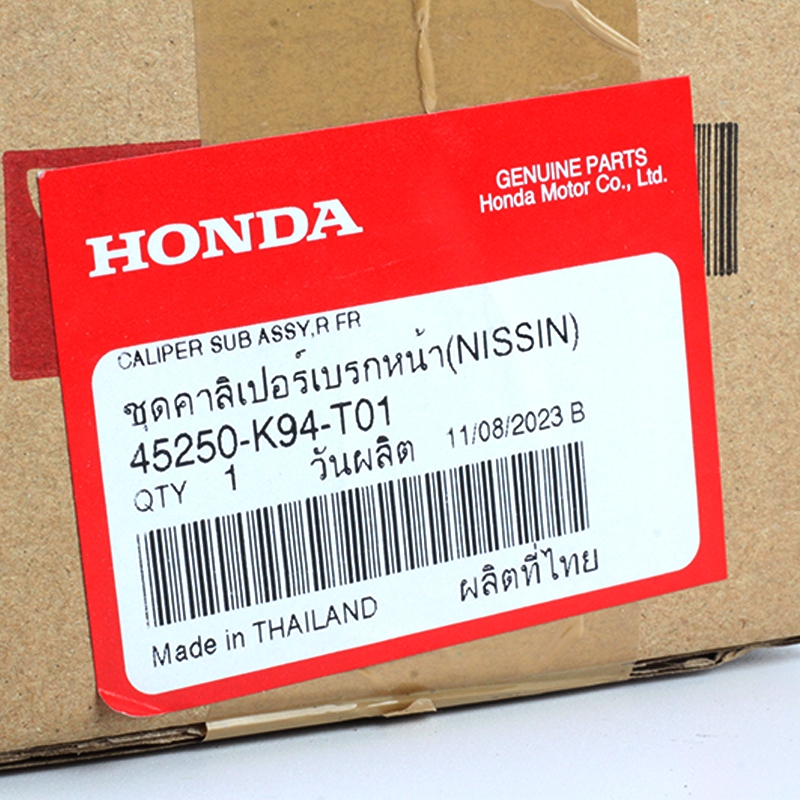 HONDA
GENUINE PARTS
Honda Motor Co., Ltd.
CALIPER SUB ASSY,R FR
ชุดคาลิเปอร์เบรกหน้า(NISSIN)
45250-K94-T01
QTY 1 วันผลิต 11/08/2023 B
Made in THAILAND ผลิตที่ไทย